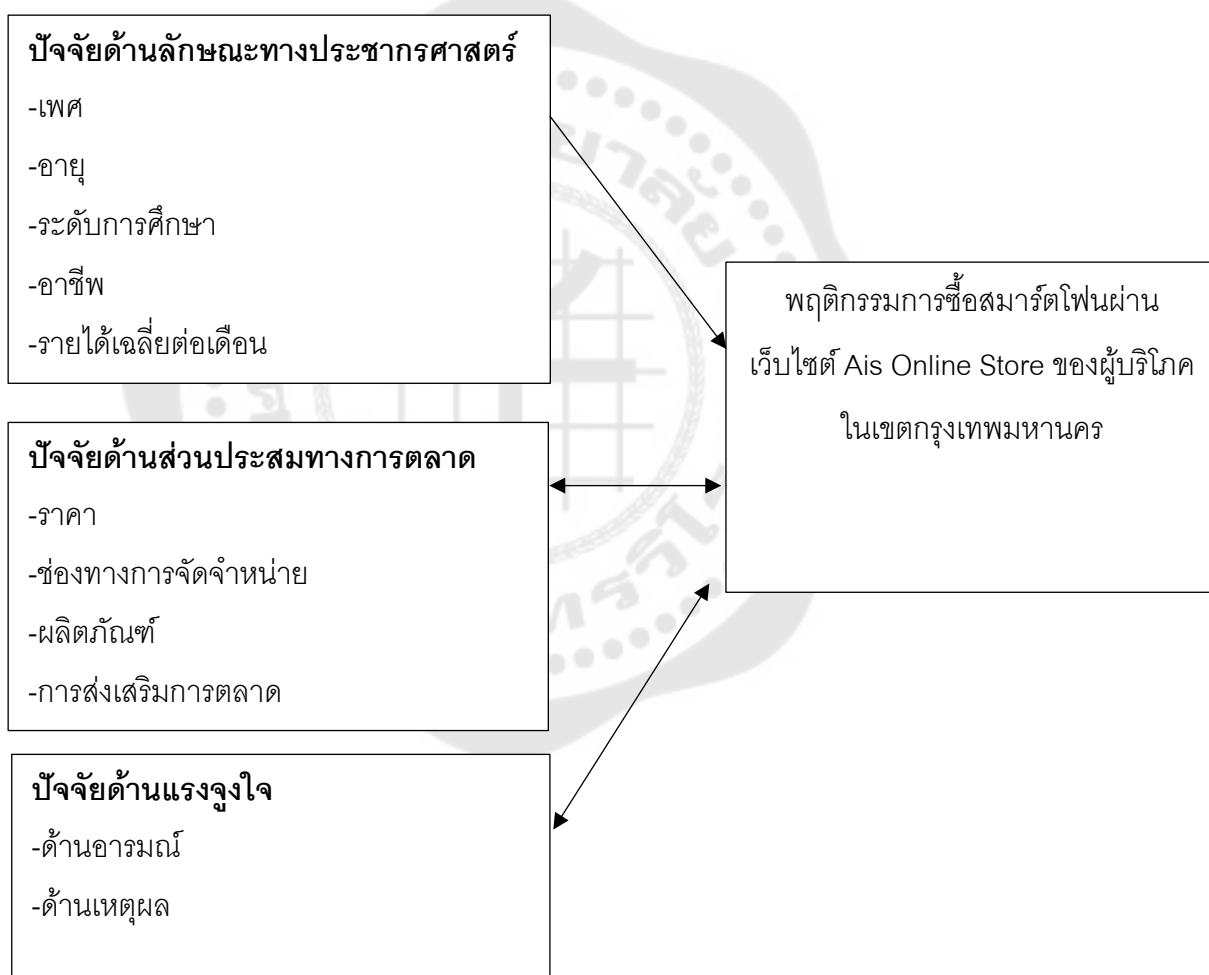 ปัจจัยด้านลักษณะทางประชากรศาสตร์
-เพศ
-อายุ
-ระดับการศึกษา
-อาชีพ
-รายได้เฉลี่ยต่อเดือน
ปัจจัยด้านส่วนประสมทางการตลาด
-ราคา
-ช่องทางการจัดจำหน่าย
-ผลิตภัณฑ์
-การส่งเสริมการตลาด
ปัจจัยด้านแรงจูงใจ
-ด้านอารมณ์
-ด้านเหตุผล
พฤติกรรมการซื้อสมาร์ตโฟนผ่าน
เว็บไซต์ Ais Online Store ของผู้บริโภค
ในเขตกรุงเทพมหานคร